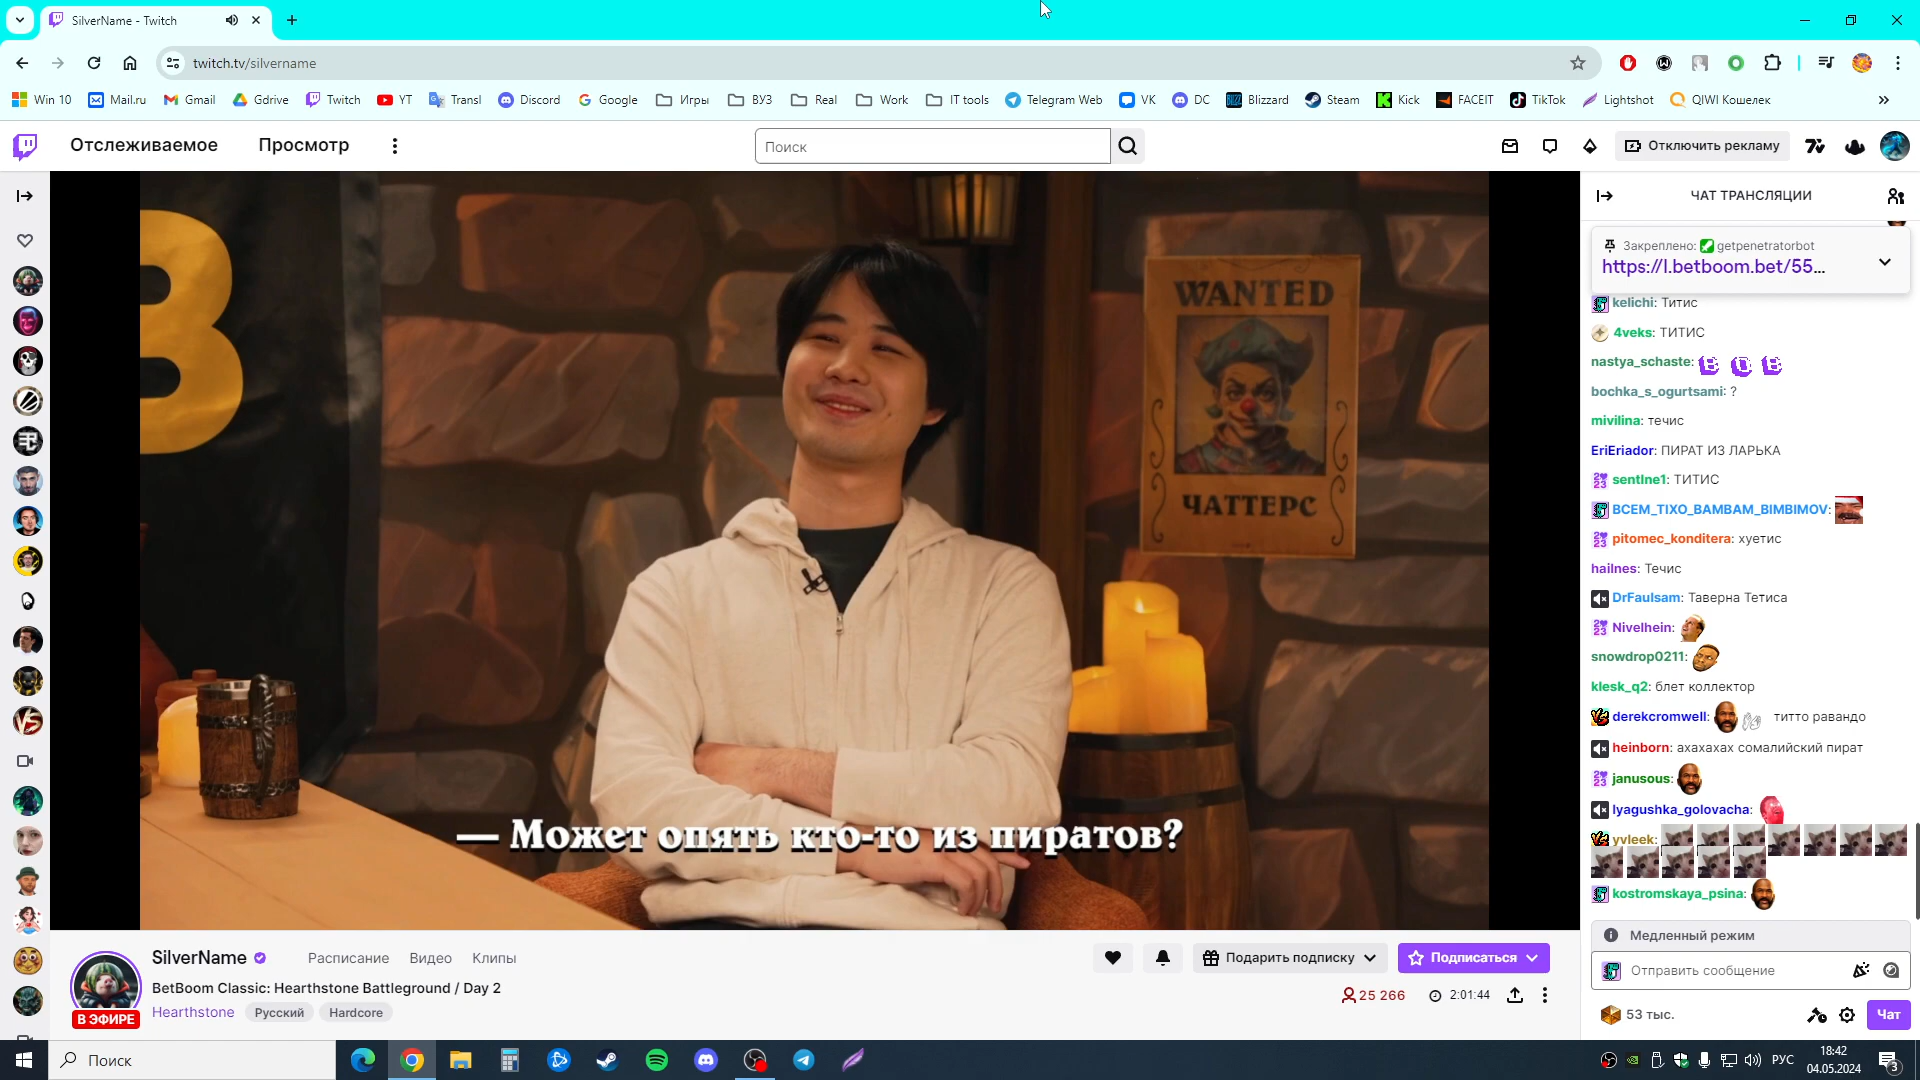 SilverName - Twitch
twitch.tv/silvername
Win 10
Mail.ru
Gmail
Gdrive
Twitch
YT
Transl
Discord
Google
Игры
ВУЗ
Real
Work
IT tools
Telegram Web
VK
DC
Blizzard
Steam
Kick
FACEIT
TikTok
Lightshot
QIWI Кошелек
Отслеживаемое
Просмотр
Поиск
Отключить рекламу
ЧАТ ТРАНСЛЯЦИИ
Закреплено: getpenetratorbot
https://l.betboom.bet/55...
kelichi: Титис
4veks: ТИТИС
nastya_schaste:
bochka_s_ogurtsami: ?
mivilina: течис
EriEriador: ПИРАТ ИЗ ЛАРЬКА
sentlne1: ТИТИС
BCEM_TIXO_BAMBAM_BIMBIMOV:
pitomec_konditera: хуетис
hailnes: Течис
DrFaulsam: Таверна Тетиса
Nivelhein:
snowdrop0211:
klesk_q2: блет коллектор
derekcromwell: титто равандо
heinborn: ахахахах сомалийский пират
janusous:
lyagushka_golovacha:
yvleek:
kostromskaya_psina:
Медленный режим
Отправить сообщение
53 тыс.
Чат
B
WANTED
ЧАТТЕРС
— Может опять кто-то из пиратов?
SilverName
Расписание
Видео
Клипы
Подарить подписку
Подписаться
BetBoom Classic: Hearthstone Battleground / Day 2
25 266
2:01:44
Hearthstone
Русский
Hardcore
В ЭФИРЕ
Поиск
РУС
18:42
04.05.2024
3